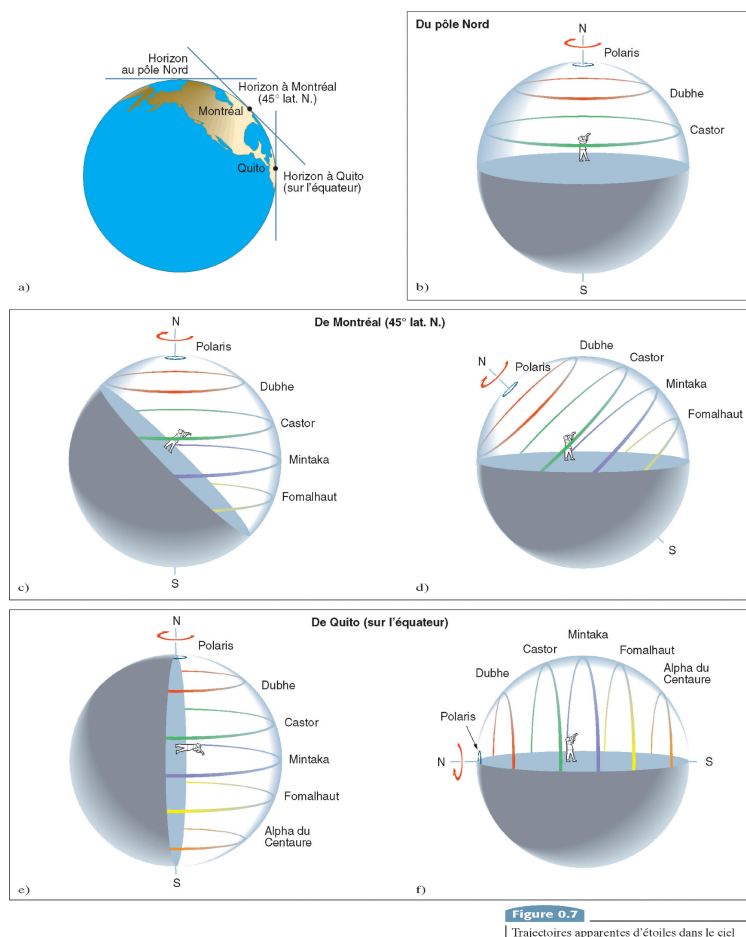 Horizon
au pôle Nord
Horizon à Montréal
(45° lat. N.)
Montréal
Quito
Horizon à Quito
(sur l'équateur)
a)
Du pôle Nord
N
Polaris
Dubhe
Castor
S
b)
De Montréal (45° lat. N.)
N
Polaris
Dubhe
Castor
Mintaka
Fomalhaut
S
c)
N
Polaris
Dubhe
Castor
Mintaka
Fomalhaut
S
d)
De Quito (sur l'équateur)
N
Polaris
Dubhe
Castor
Mintaka
Fomalhaut
Alpha du
Centaure
S
e)
Mintaka
Castor
Fomalhaut
Dubhe
Alpha du
Centaure
Polaris
N
S
f)
Figure 0.7
Trajectoires apparentes d'étoiles dans le ciel